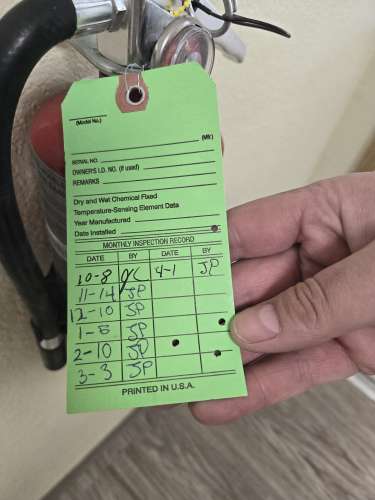 (Model No.)
(Mfr.)
SERIAL NO.
OWNER'S I.D. NO. (if used)
REMARKS
Dry and Wet Chemical Fixed
Temperature-Sensing Element Data
Year Manufactured
Date Installed
MONTHLY INSPECTION RECORD
DATE BY DATE BY
10-8 4-1 JP
11-14 JP
12-10 JP
1-8 JP
2-10 JP
3-3 JP
PRINTED IN U.S.A.